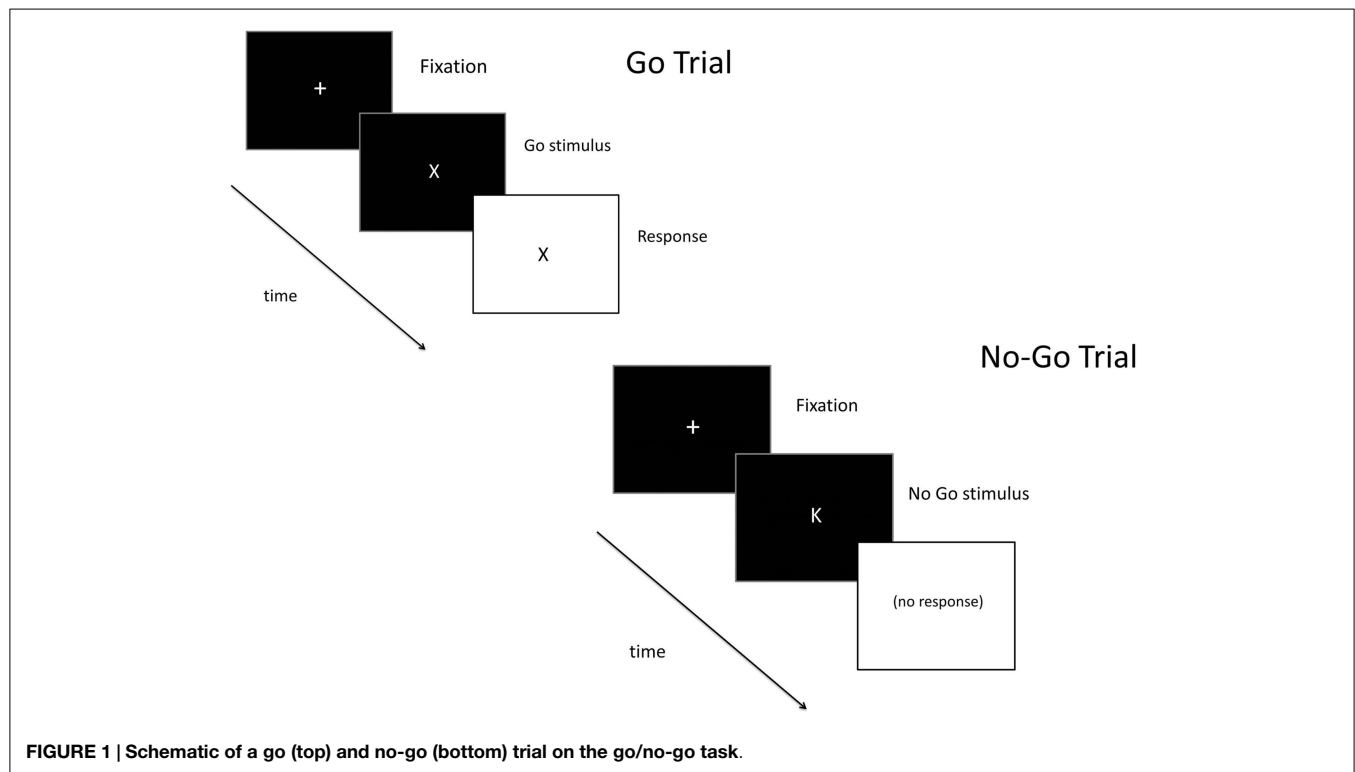 Go Trial
+
Fixation
X
Go stimulus
X
Response
time
No-Go Trial
+
Fixation
K
No Go stimulus
(no response)
time
FIGURE 1 | Schematic of a go (top) and no-go (bottom) trial on the go/no-go task.